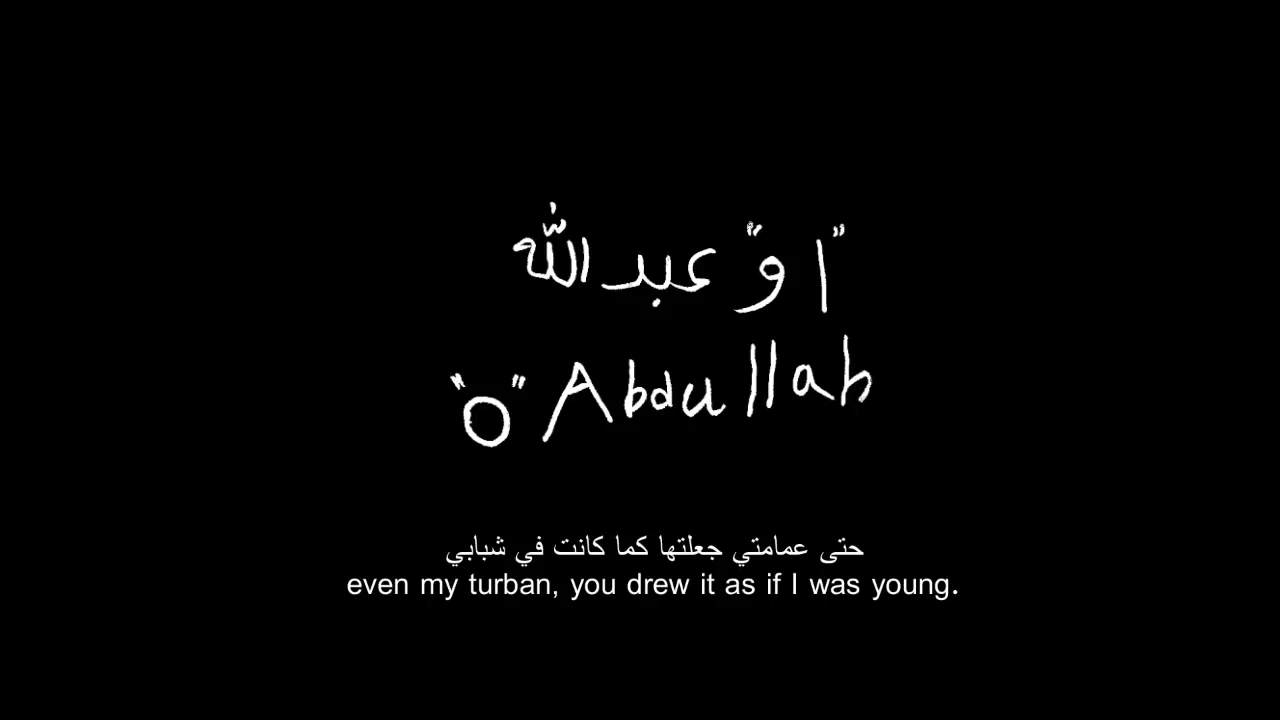 "ا"وْ عبدالله
"O" Abdullah
حتى عمامتي جعلتها كما كانت في شبابي
even my turban, you drew it as if I was young.